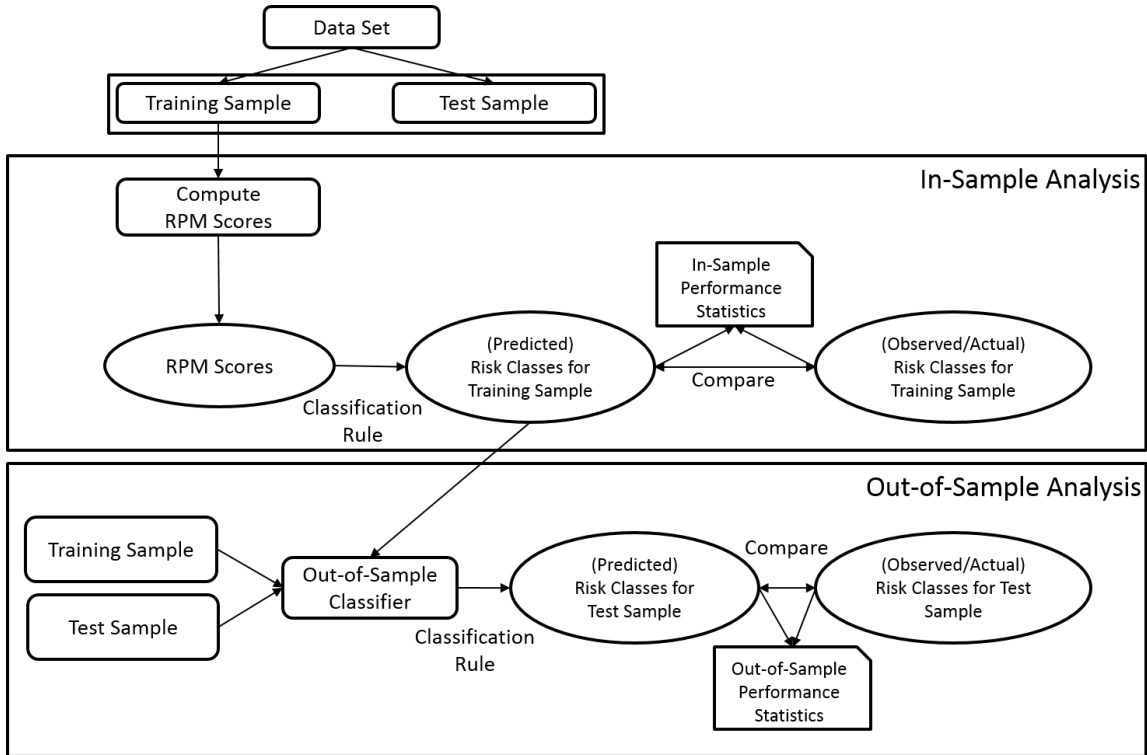 Data Set
Training Sample
Test Sample
In-Sample Analysis
Compute
RPM Scores
In-Sample
Performance
Statistics
RPM Scores
(Predicted)
Risk Classes for
Training Sample
Compare
(Observed/Actual)
Risk Classes for
Training Sample
Classification
Rule
Out-of-Sample Analysis
Training Sample
Test Sample
Out-of-Sample
Classifier
Classification
Rule
(Predicted)
Risk Classes for
Test Sample
Compare
(Observed/Actual)
Risk Classes for Test
Sample
Out-of-Sample
Performance
Statistics